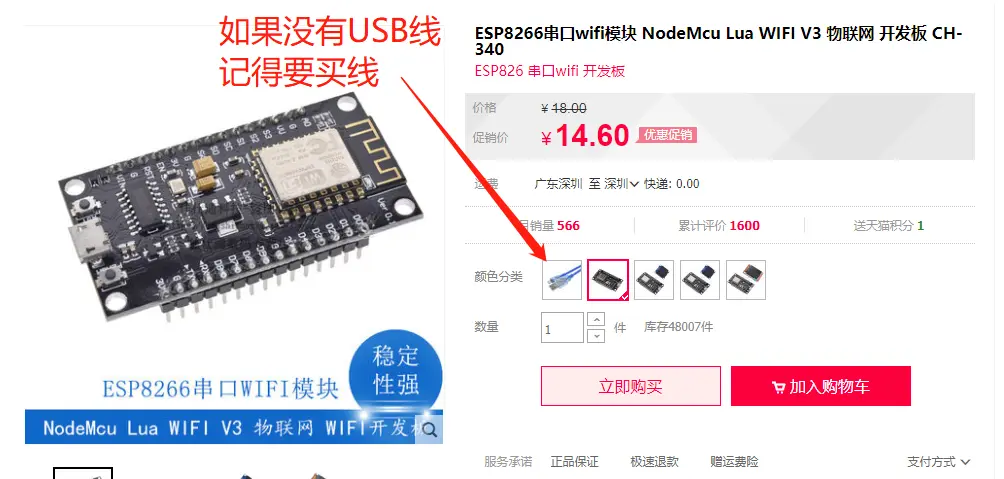 如果没有USB线
记得要买线
稳定
性强
ESP8266串口WIFI模块
NodeMcu Lua WIFI V3 物联网 WIFI开发板
ESP8266串口wifi模块 NodeMcu Lua WIFI V3 物联网 开发板 CH-
340
ESP826 串口wifi 开发板
价格 ¥ 18.00
促销价 ¥ 14.60 优惠促销
运费 广东深圳 至 深圳 快递: 0.00
月销量 566 累计评价 1600 送天猫积分 1
颜色分类
数量 1 件 库存48007件
立即购买 加入购物车
服务承诺 正品保证 极速退款 赠运费险 支付方式